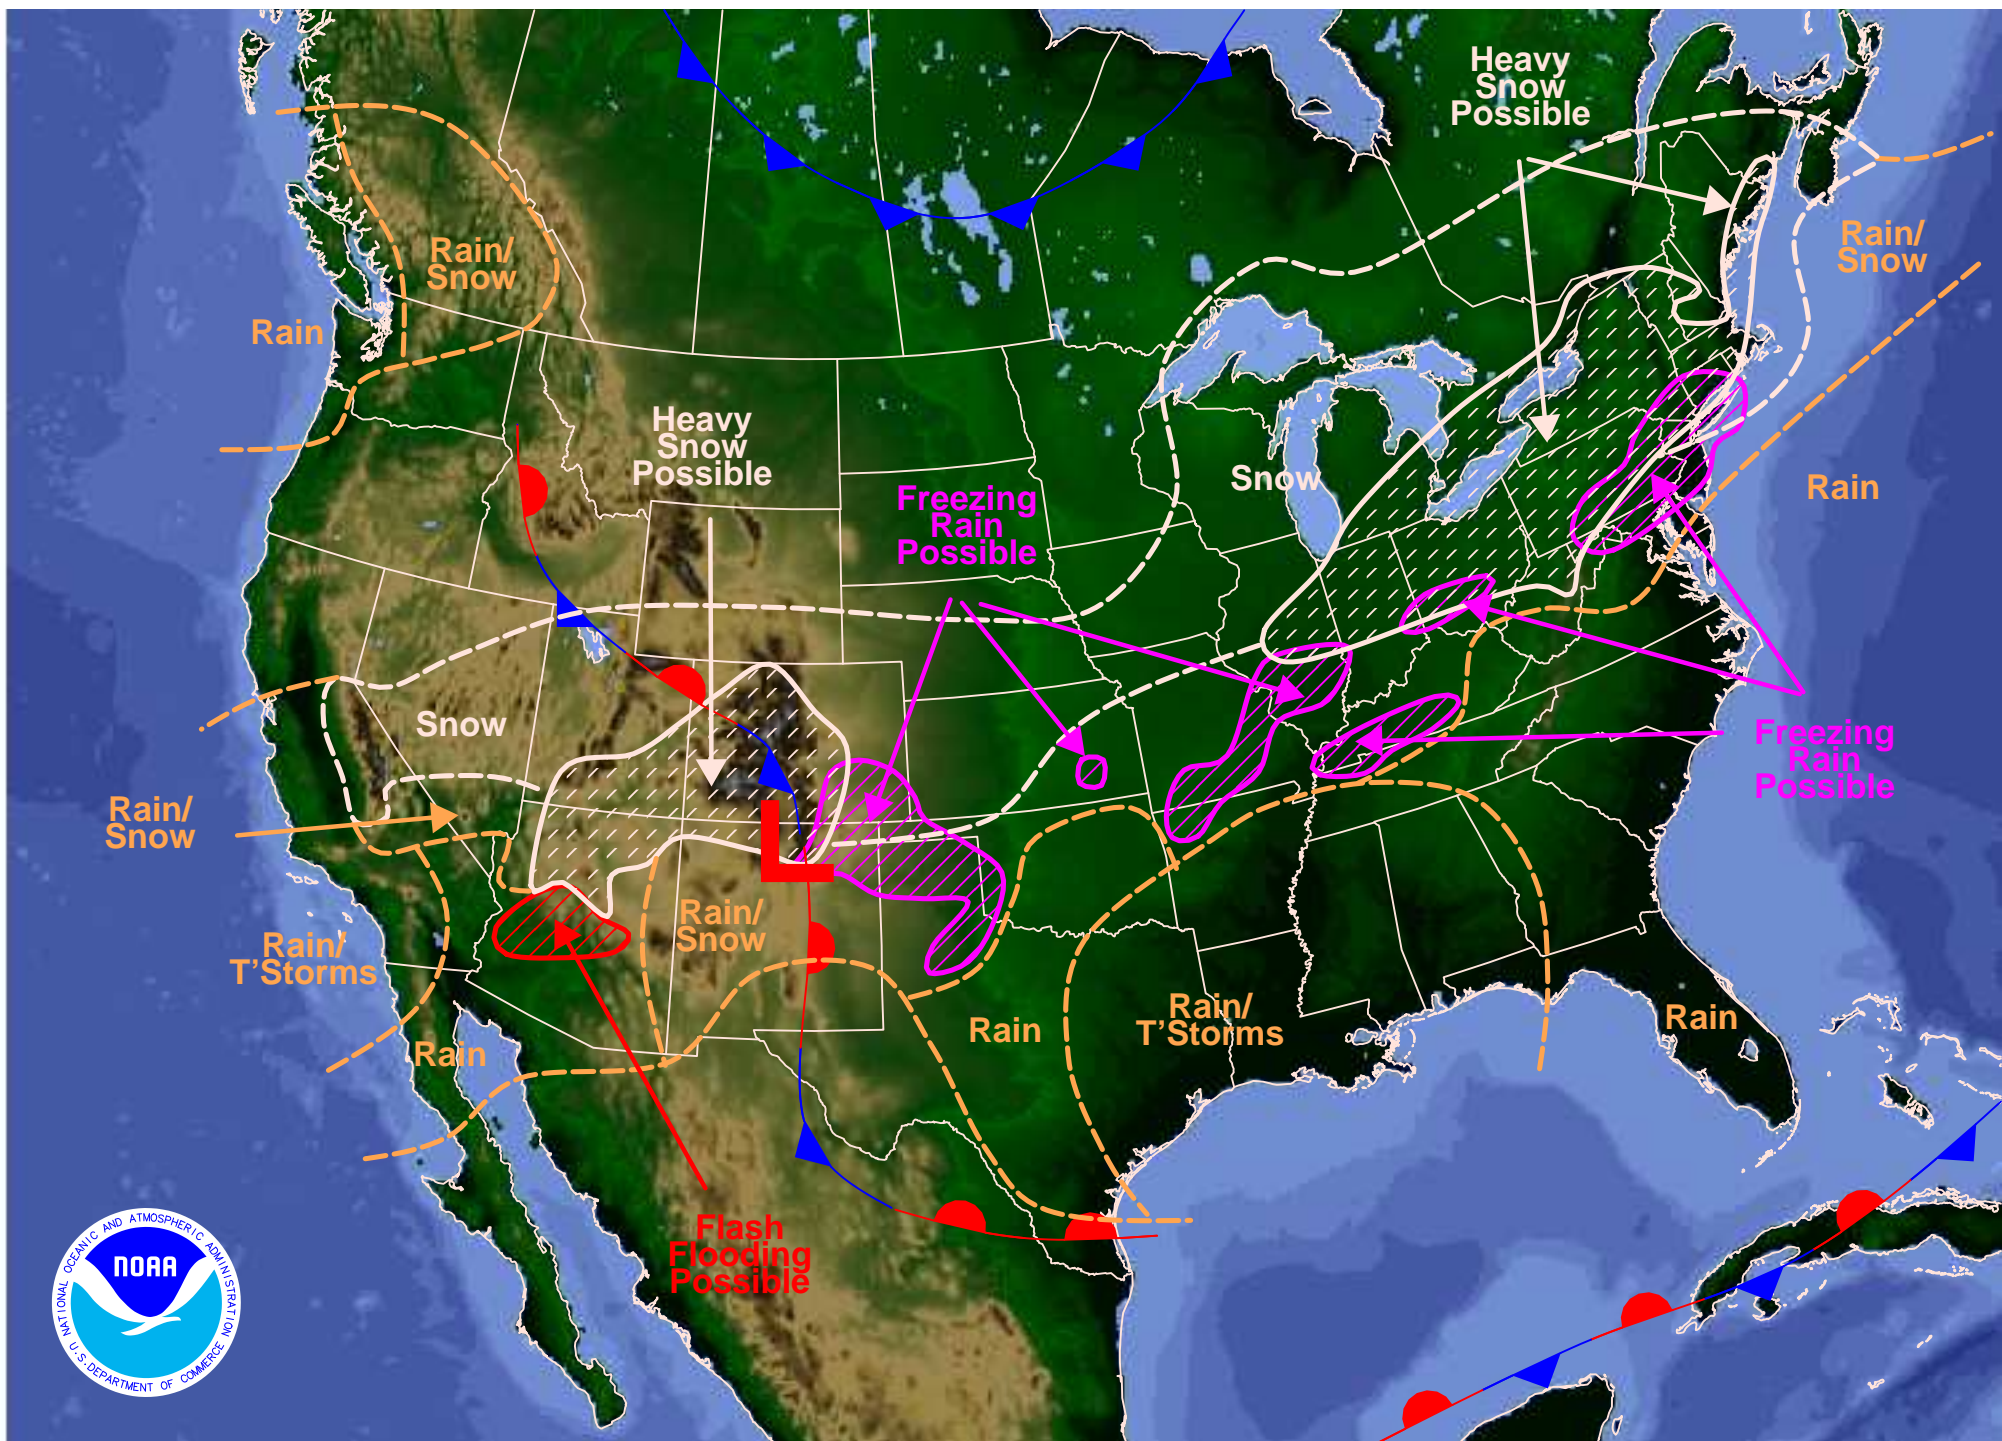 Heavy
Snow
Possible
Rain/
Snow
Rain/
Snow
Rain
Heavy
Snow
Possible
Snow
Freezing
Rain
Possible
Rain
Snow
Freezing
Rain
Possible
Rain/
Snow
Rain/
Snow
Rain/
T'Storms
Rain
Rain
Rain/
T'Storms
Rain
Flash
Flooding
Possible
L
NATIONAL OCEANIC AND ATMOSPHERIC ADMINISTRATION
NOAA
U.S. DEPARTMENT OF COMMERCE